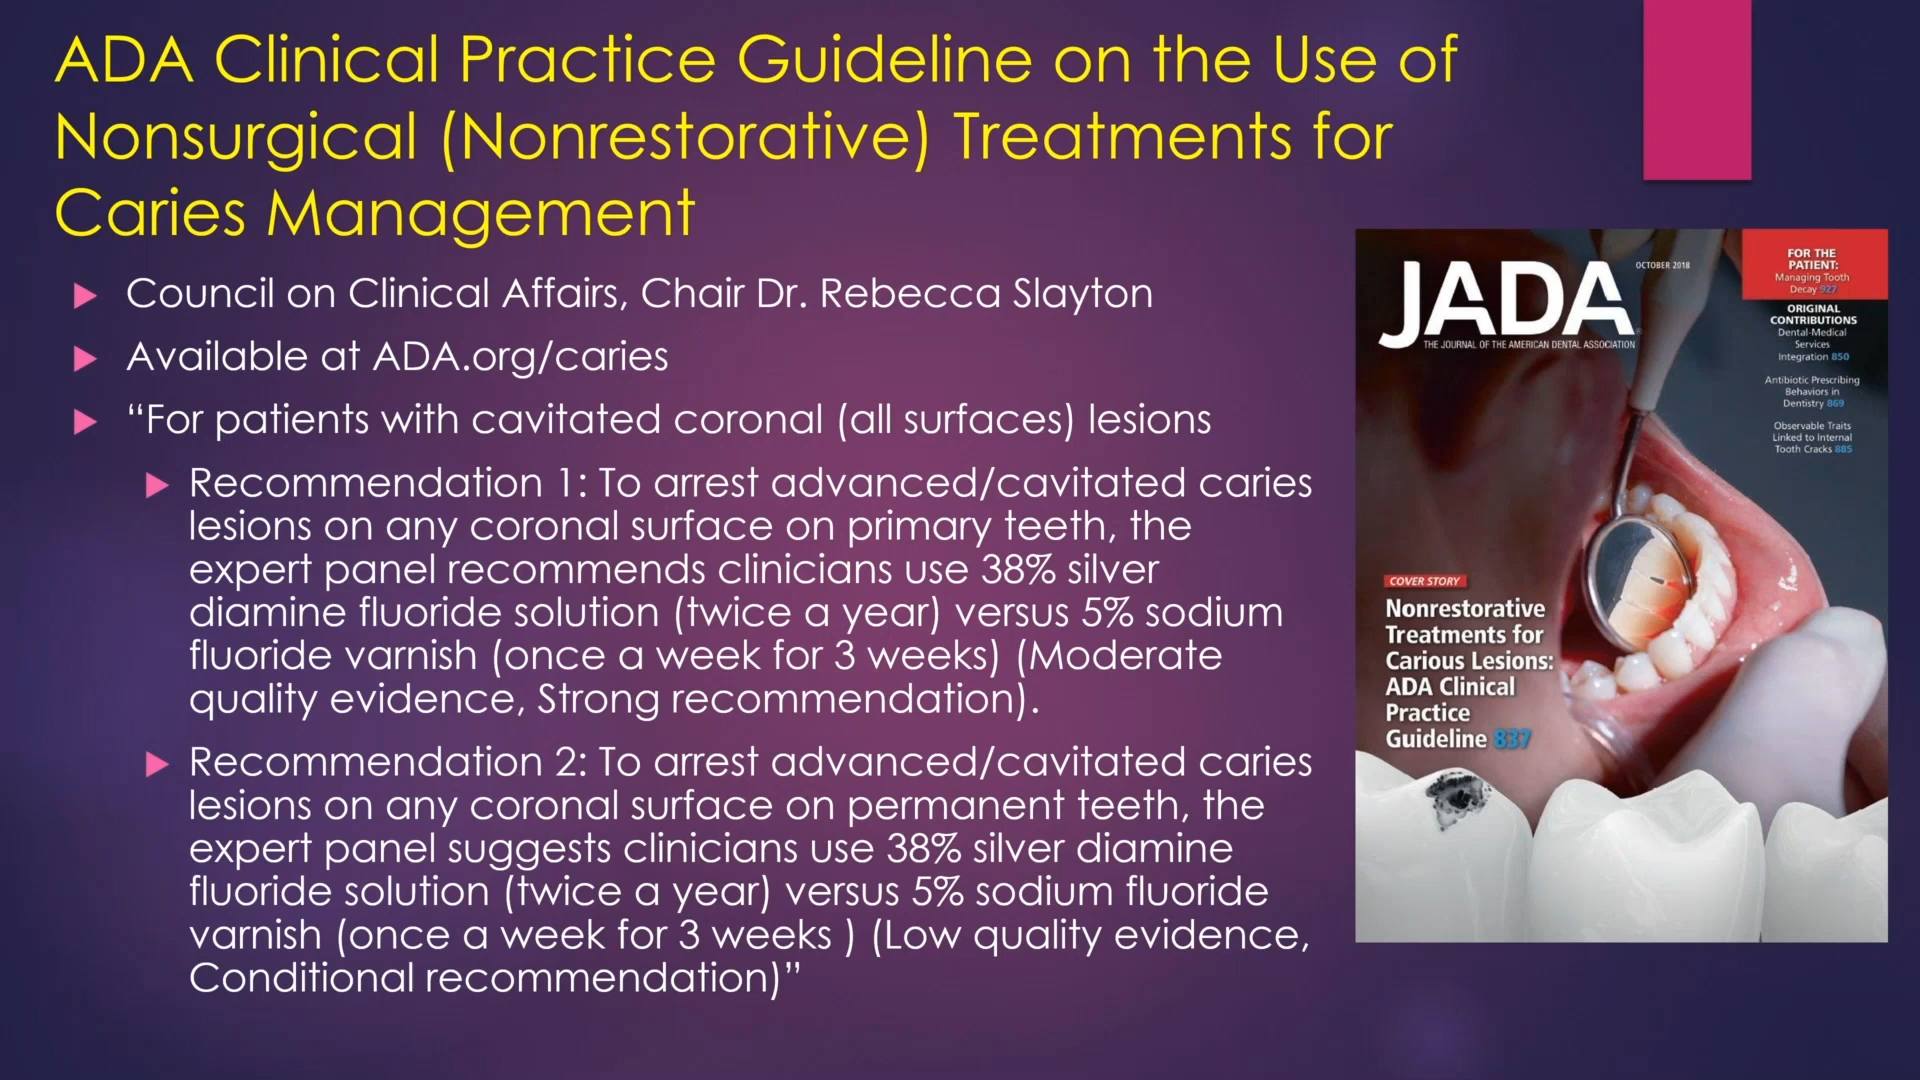 ADA Clinical Practice Guideline on the Use of
Nonsurgical (Nonrestorative) Treatments for
Caries Management
Council on Clinical Affairs, Chair Dr. Rebecca Slayton
Available at ADA.org/caries
“For patients with cavitated coronal (all surfaces) lesions
Recommendation 1: To arrest advanced/cavitated caries
lesions on any coronal surface on primary teeth, the
expert panel recommends clinicians use 38% silver
diamine fluoride solution (twice a year) versus 5% sodium
fluoride varnish (once a week for 3 weeks) (Moderate
quality evidence, Strong recommendation).
Recommendation 2: To arrest advanced/cavitated caries
lesions on any coronal surface on permanent teeth, the
expert panel suggests clinicians use 38% silver diamine
fluoride solution (twice a year) versus 5% sodium fluoride
varnish (once a week for 3 weeks ) (Low quality evidence,
Conditional recommendation)”
JADA
THE JOURNAL OF THE AMERICAN DENTAL ASSOCIATION
OCTOBER 2018
FOR THE
PATIENT:
Managing Tooth
Decay 927
ORIGINAL
CONTRIBUTIONS
Dental-Medical
Services
Integration 850
Antibiotic Prescribing
Behaviors in
Dentistry 869
Observable Traits
Linked to Internal
Tooth Cracks 885
COVER STORY
Nonrestorative
Treatments for
Carious Lesions:
ADA Clinical
Practice
Guideline 837